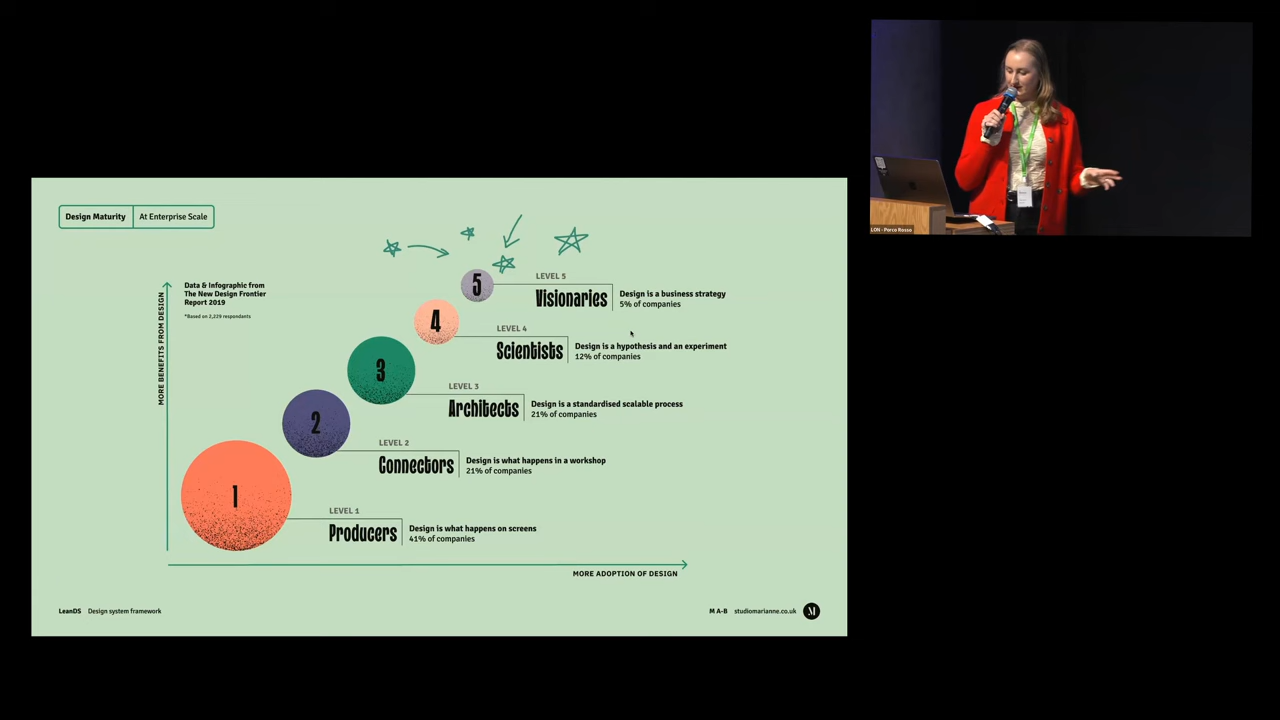 Design Maturity
At Enterprise Scale
Data & Infographic from
The New Design Frontier
Report 2019
*Based on 2,229 respondants
MORE BENEFITS FROM DESIGN
5
LEVEL 5
Visionaries
Design is a business strategy
5% of companies
4
LEVEL 4
Scientists
Design is a hypothesis and an experiment
12% of companies
3
LEVEL 3
Architects
Design is a standardised scalable process
21% of companies
2
LEVEL 2
Connectors
Design is what happens in a workshop
21% of companies
1
LEVEL 1
Producers
Design is what happens on screens
41% of companies
MORE ADOPTION OF DESIGN
LeanDS Design system framework
M A-B studiomarianne.co.uk M
LON - Porco Rosso